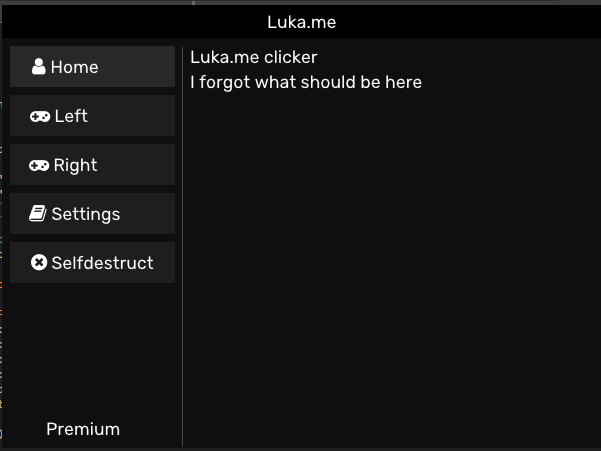 Luka.me
Home
Left
Right
Settings
Selfdestruct
Premium
Luka.me clicker
I forgot what should be here